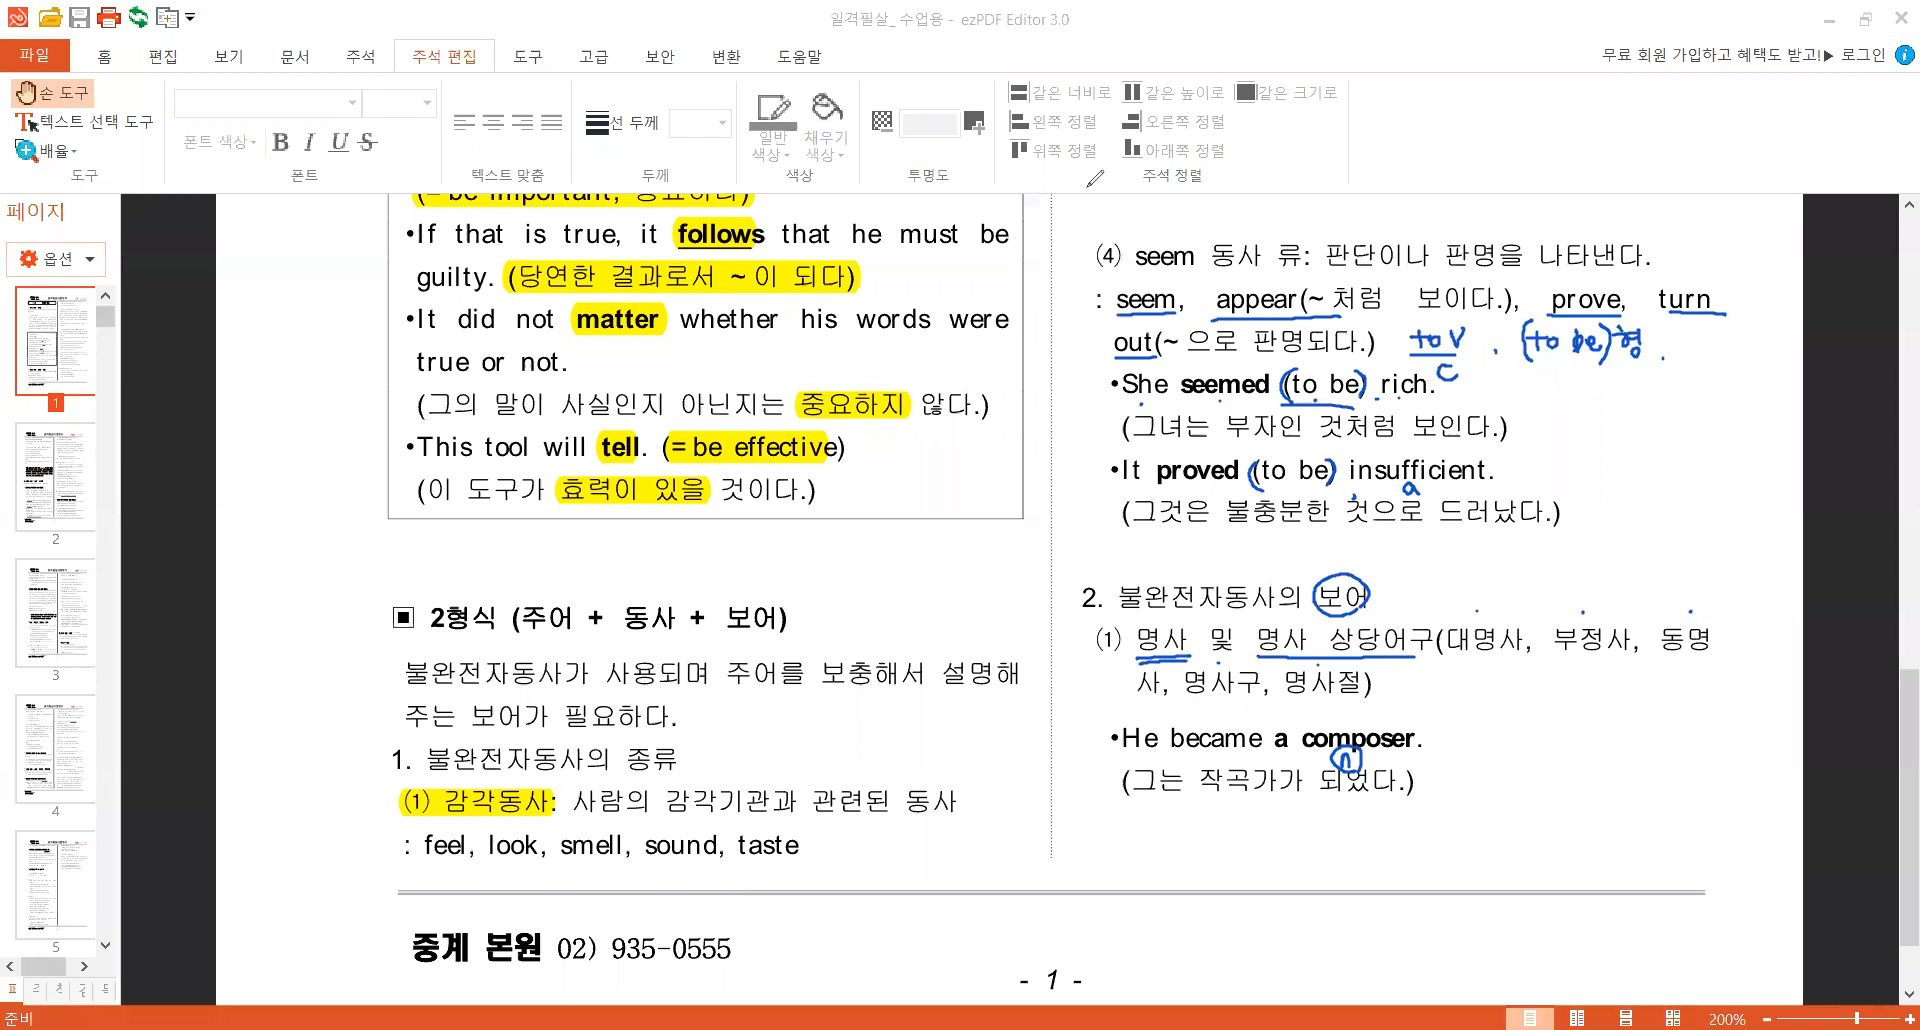 일격필살_ 수업용 - ezPDF Editor 3.0
파일 홈 편집 보기 문서 주석 주석 편집 도구 고급 보안 변환 도움말
무료 회원 가입하고 혜택도 받고!▶ 로그인
손 도구
텍스트 선택 도구
배율
도구
폰트 색상 B I U S
폰트
텍스트 맞춤
선 두께
두께
일반 색상
채우기 색상
색상
투명도
같은 너비로 같은 높이로 같은 크기로
왼쪽 정렬 오른쪽 정렬
위쪽 정렬 아래쪽 정렬
주석 정렬
페이지
옵션
1
2
3
4
5
(= be important, 중요하다)
•If that is true, it follows that he must be
guilty. (당연한 결과로서 ~ 이 되다)
•It did not matter whether his words were
true or not.
(그의 말이 사실인지 아닌지는 중요하지 않다.)
•This tool will tell. (= be effective)
(이 도구가 효력이 있을 것이다.)
▣ 2형식 (주어 + 동사 + 보어)
불완전자동사가 사용되며 주어를 보충해서 설명해
주는 보어가 필요하다.
1. 불완전자동사의 종류
(1) 감각동사: 사람의 감각기관과 관련된 동사
: feel, look, smell, sound, taste
(4) seem 동사 류: 판단이나 판명을 나타낸다.
: seem, appear(~ 처럼 보이다.), prove, turn
out(~ 으로 판명되다.) to V . (to be) 형 .
C
•She seemed (to be) rich.
(그녀는 부자인 것처럼 보인다.)
•It proved (to be) insufficient.
a
(그것은 불충분한 것으로 드러났다.)
2. 불완전자동사의 보어
(1) 명사 및 명사 상당어구(대명사, 부정사, 동명
사, 명사구, 명사절)
•He became a composer.
n
(그는 작곡가가 되었다.)
중계 본원 02) 935-0555
- 1 -
준비
200%